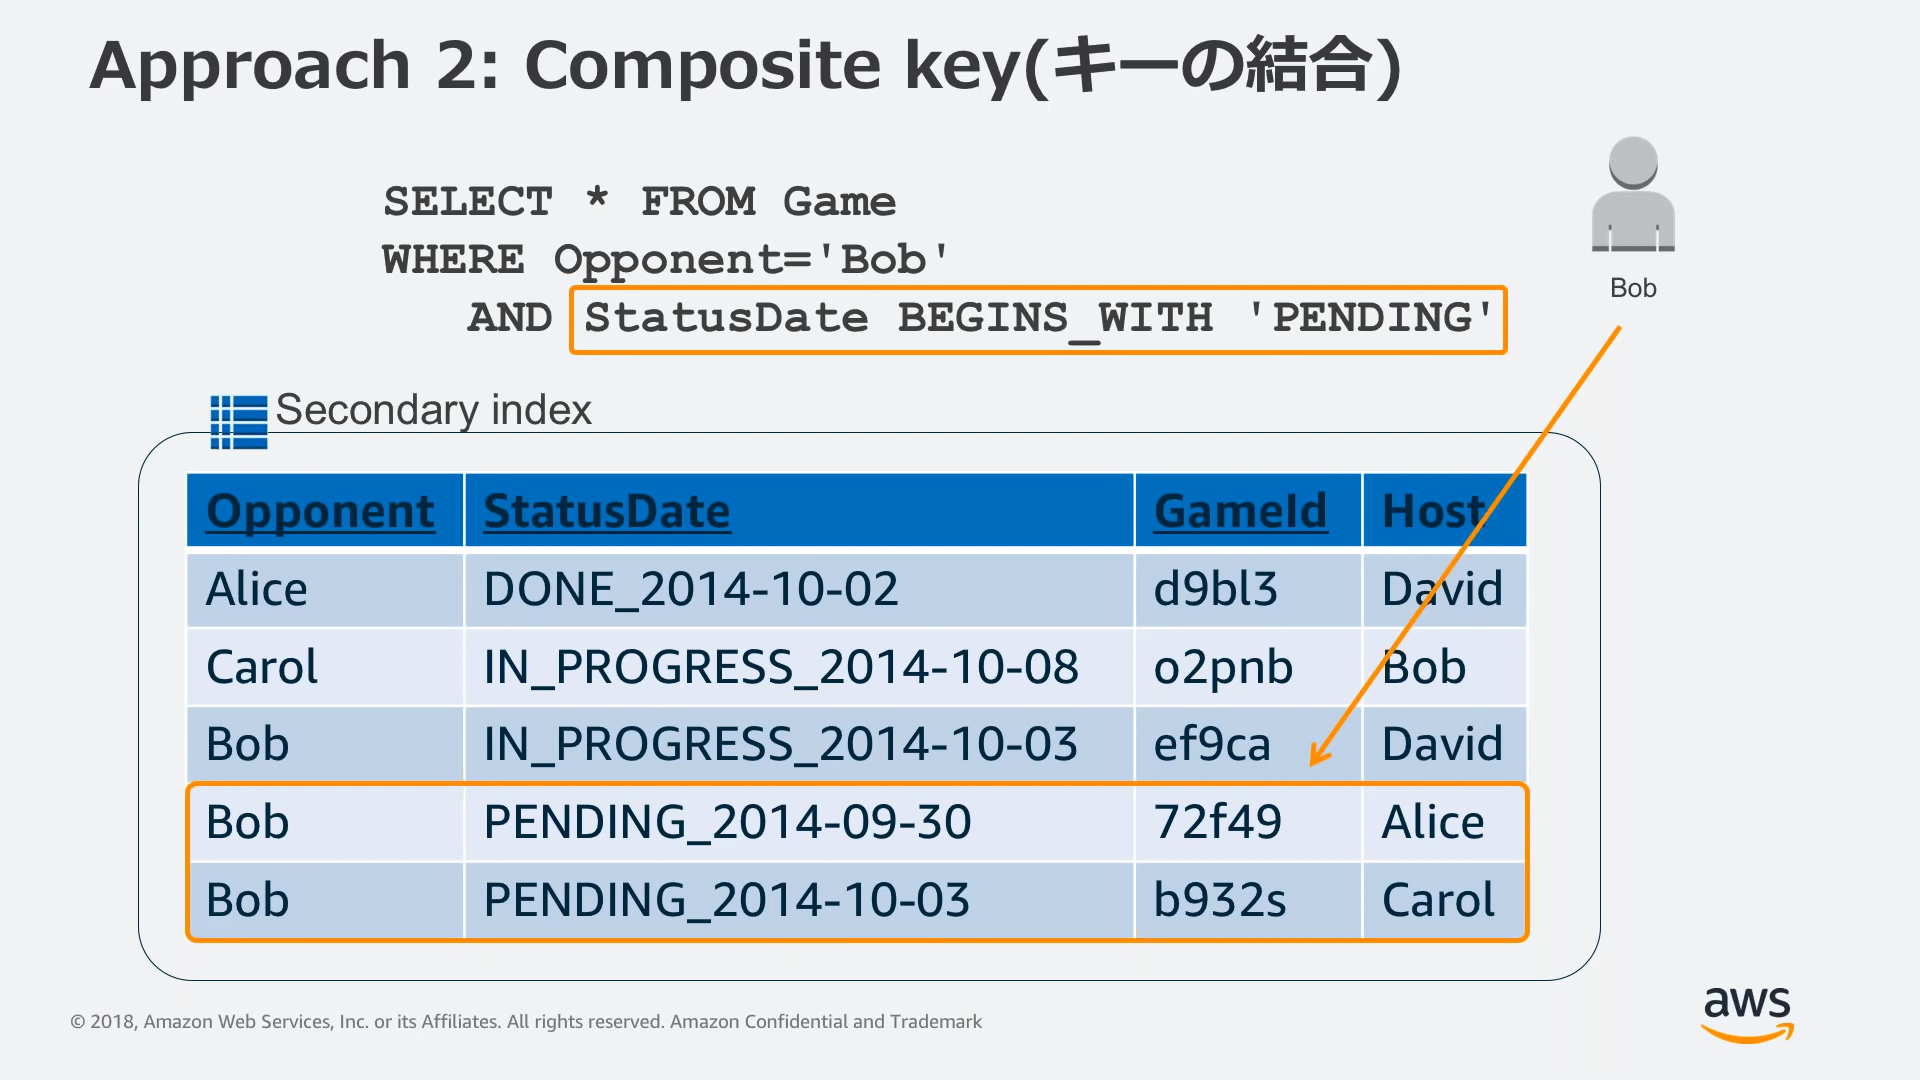 Approach 2: Composite key(キーの結合)
SELECT * FROM Game
WHERE Opponent='Bob'
AND StatusDate BEGINS_WITH 'PENDING'
Bob
Secondary index
Opponent StatusDate GameId Host
Alice DONE_2014-10-02 d9bl3 David
Carol IN_PROGRESS_2014-10-08 o2pnb Bob
Bob IN_PROGRESS_2014-10-03 ef9ca David
Bob PENDING_2014-09-30 72f49 Alice
Bob PENDING_2014-10-03 b932s Carol
© 2018, Amazon Web Services, Inc. or its Affiliates. All rights reserved. Amazon Confidential and Trademark
aws